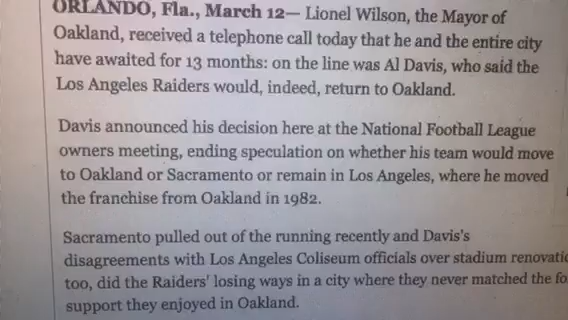 ORLANDO, Fla., March 12— Lionel Wilson, the Mayor of
Oakland, received a telephone call today that he and the entire city
have awaited for 13 months: on the line was Al Davis, who said the
Los Angeles Raiders would, indeed, return to Oakland.
Davis announced his decision here at the National Football League
owners meeting, ending speculation on whether his team would move
to Oakland or Sacramento or remain in Los Angeles, where he moved
the franchise from Oakland in 1982.
Sacramento pulled out of the running recently and Davis's
disagreements with Los Angeles Coliseum officials over stadium renovatio
too, did the Raiders' losing ways in a city where they never matched the fo
support they enjoyed in Oakland.